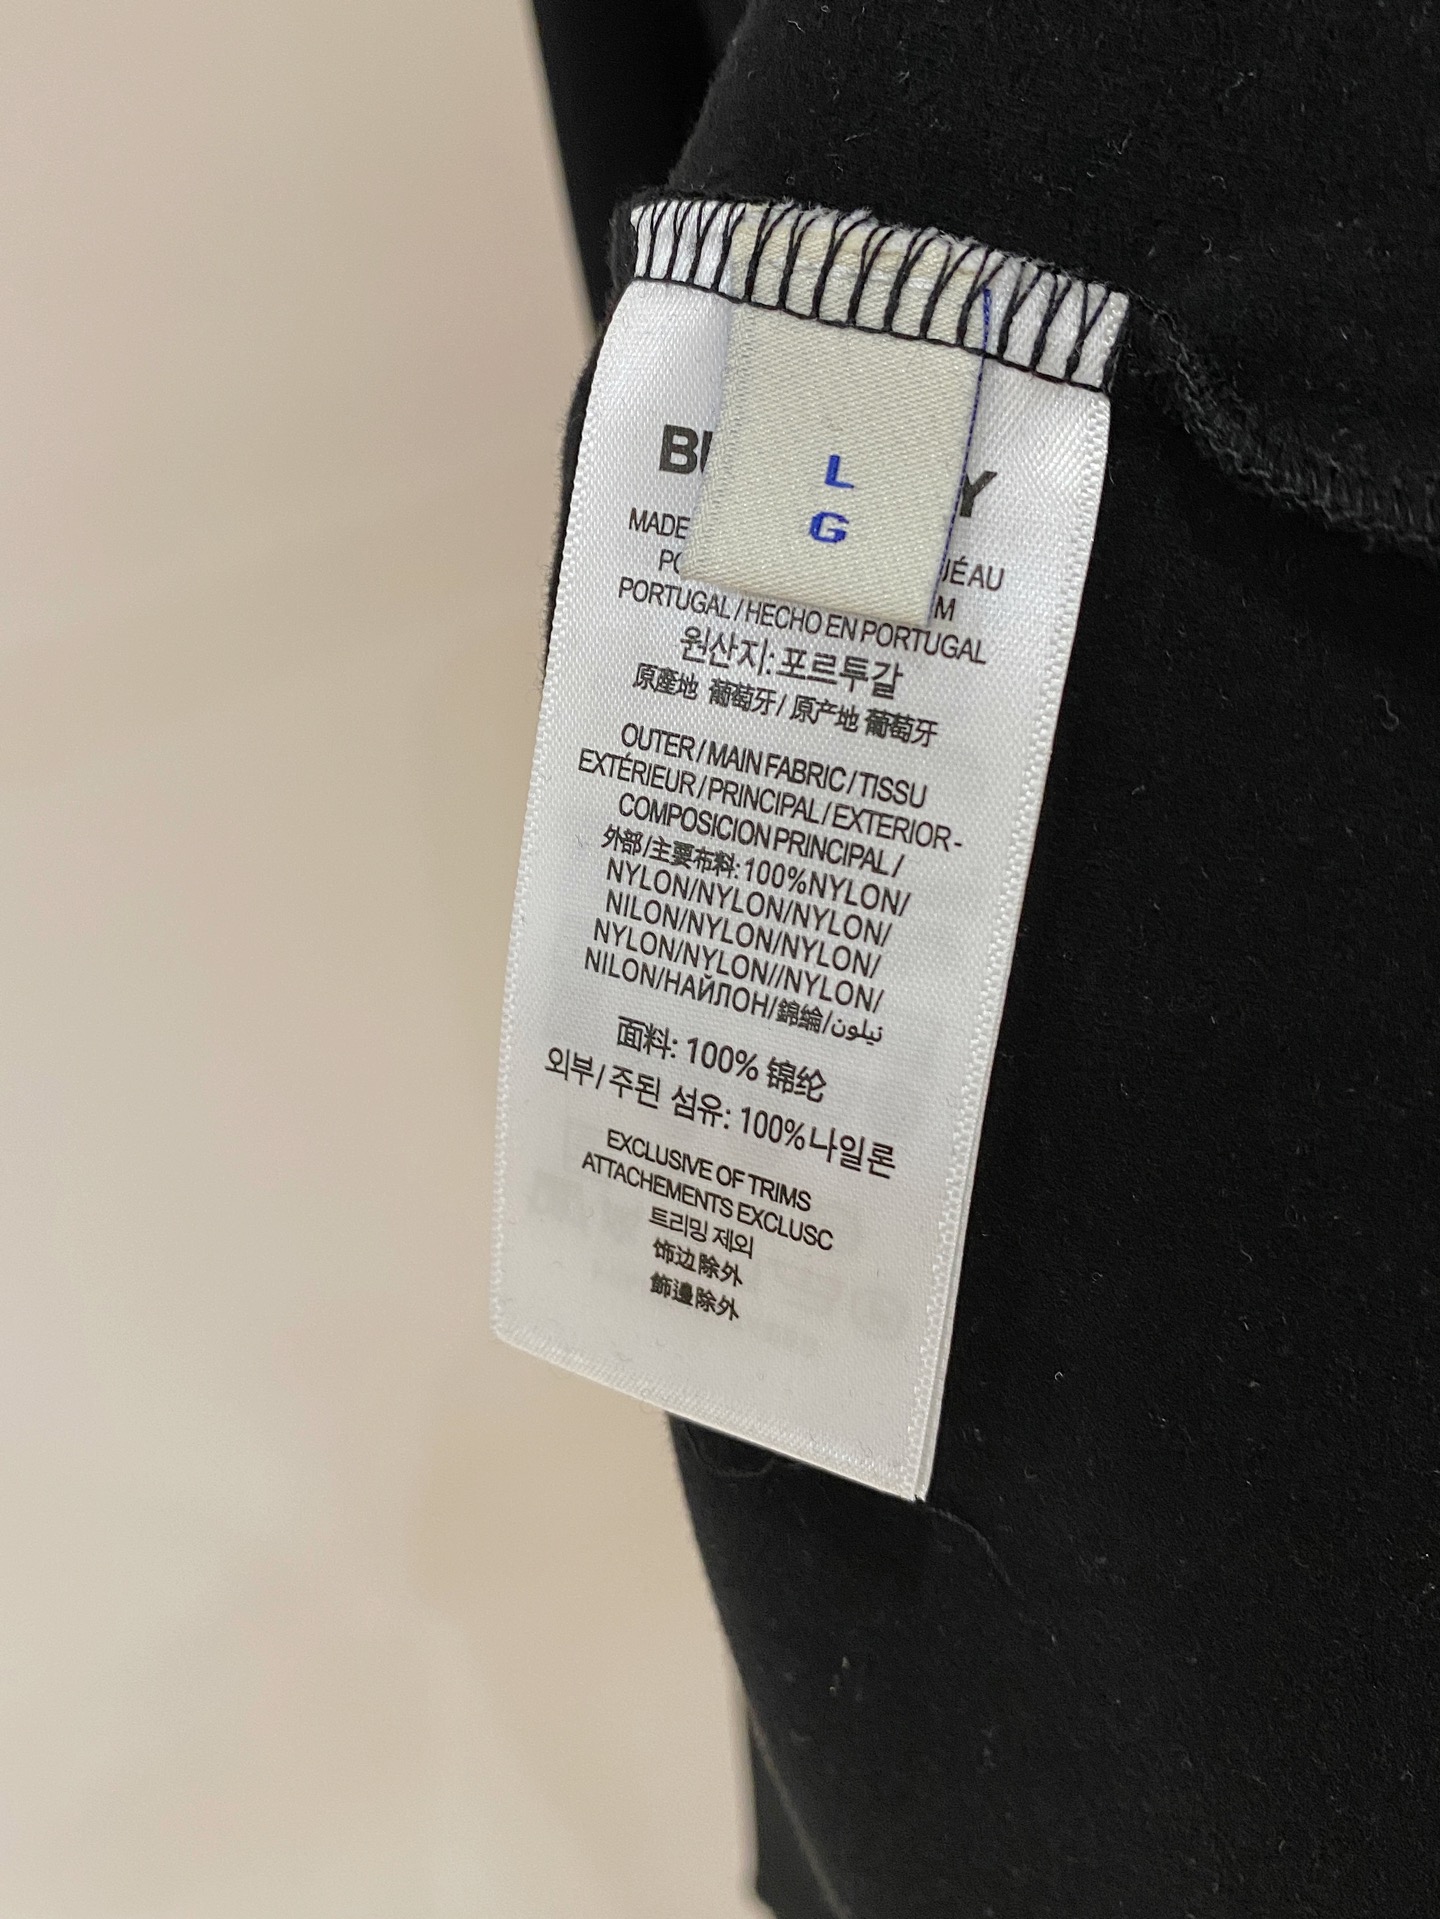 L
G
MADE
JÉ AU
M
PORTUGAL / HECHO EN PORTUGAL
원산지: 포르투갈
原產地 葡萄牙 / 原产地 葡萄牙
OUTER / MAIN FABRIC / TISSU
EXTÉRIEUR / PRINCIPAL / EXTERIOR -
COMPOSICION PRINCIPAL /
外部/主要布料: 100%NYLON/
NYLON/NYLON/NYLON/
NILON/NYLON/NYLON/
NYLON/NYLON//NYLON/
NILON/НАЙЛОН/錦綸/نيلون
面料: 100% 锦纶
외부 / 주된 섬유: 100%나일론
EXCLUSIVE OF TRIMS
ATTACHEMENTS EXCLUSC
트리밍 제외
饰边除外
飾邊除外